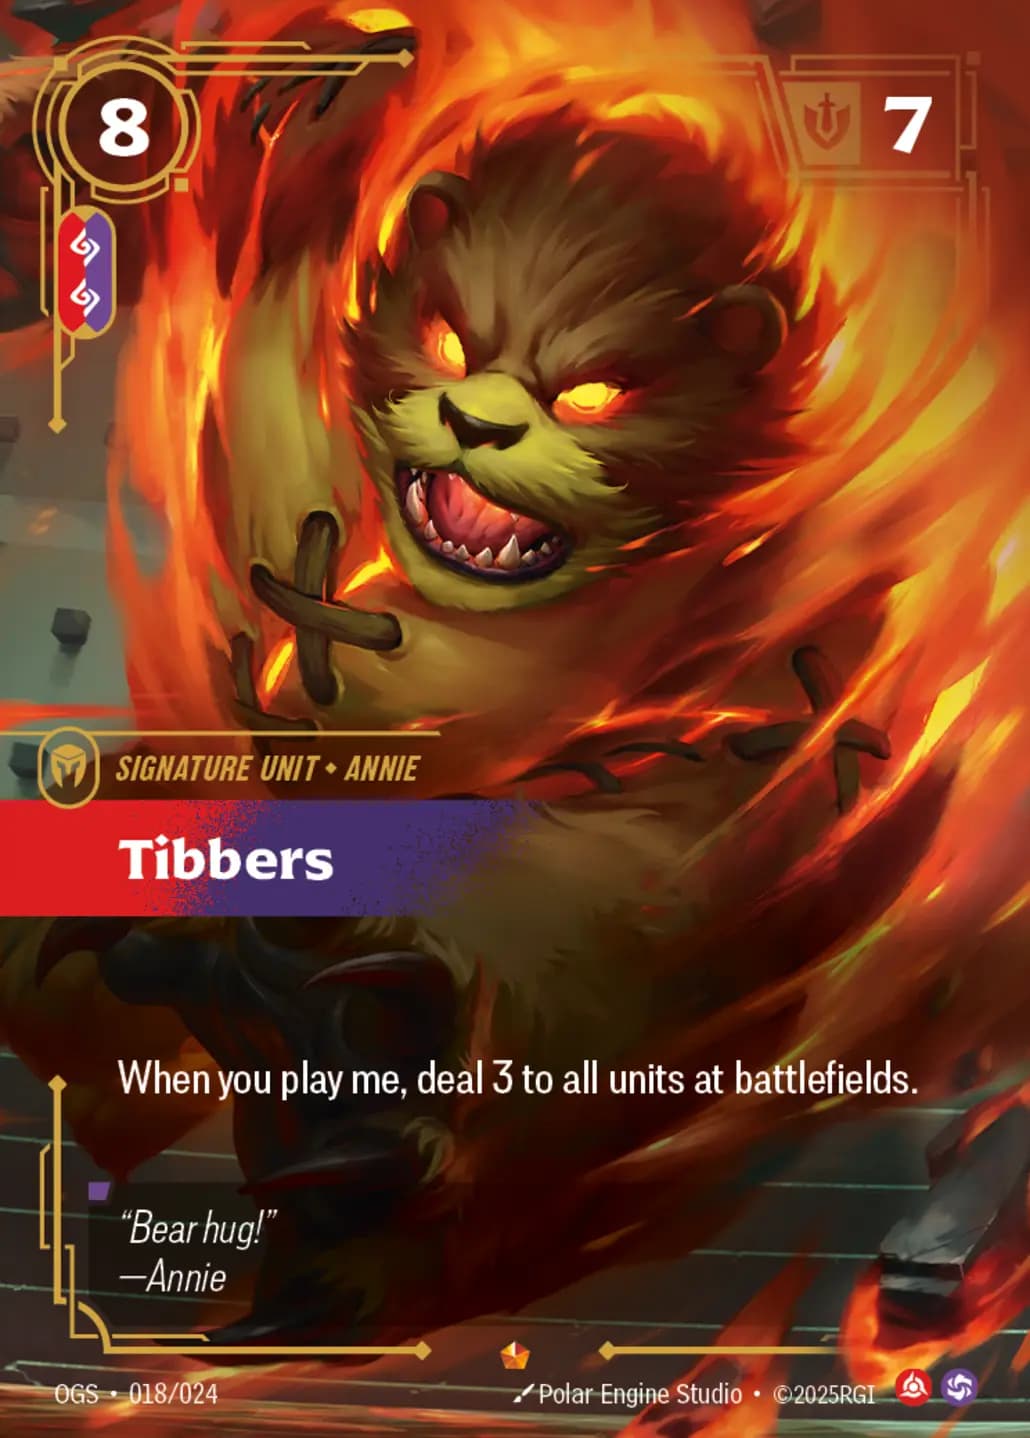 8
7
SIGNATURE UNIT • ANNIE
Tibbers
When you play me, deal 3 to all units at battlefields.
“Bear hug!”
—Annie
OGS • 018/024
Polar Engine Studio • ©2025RGI